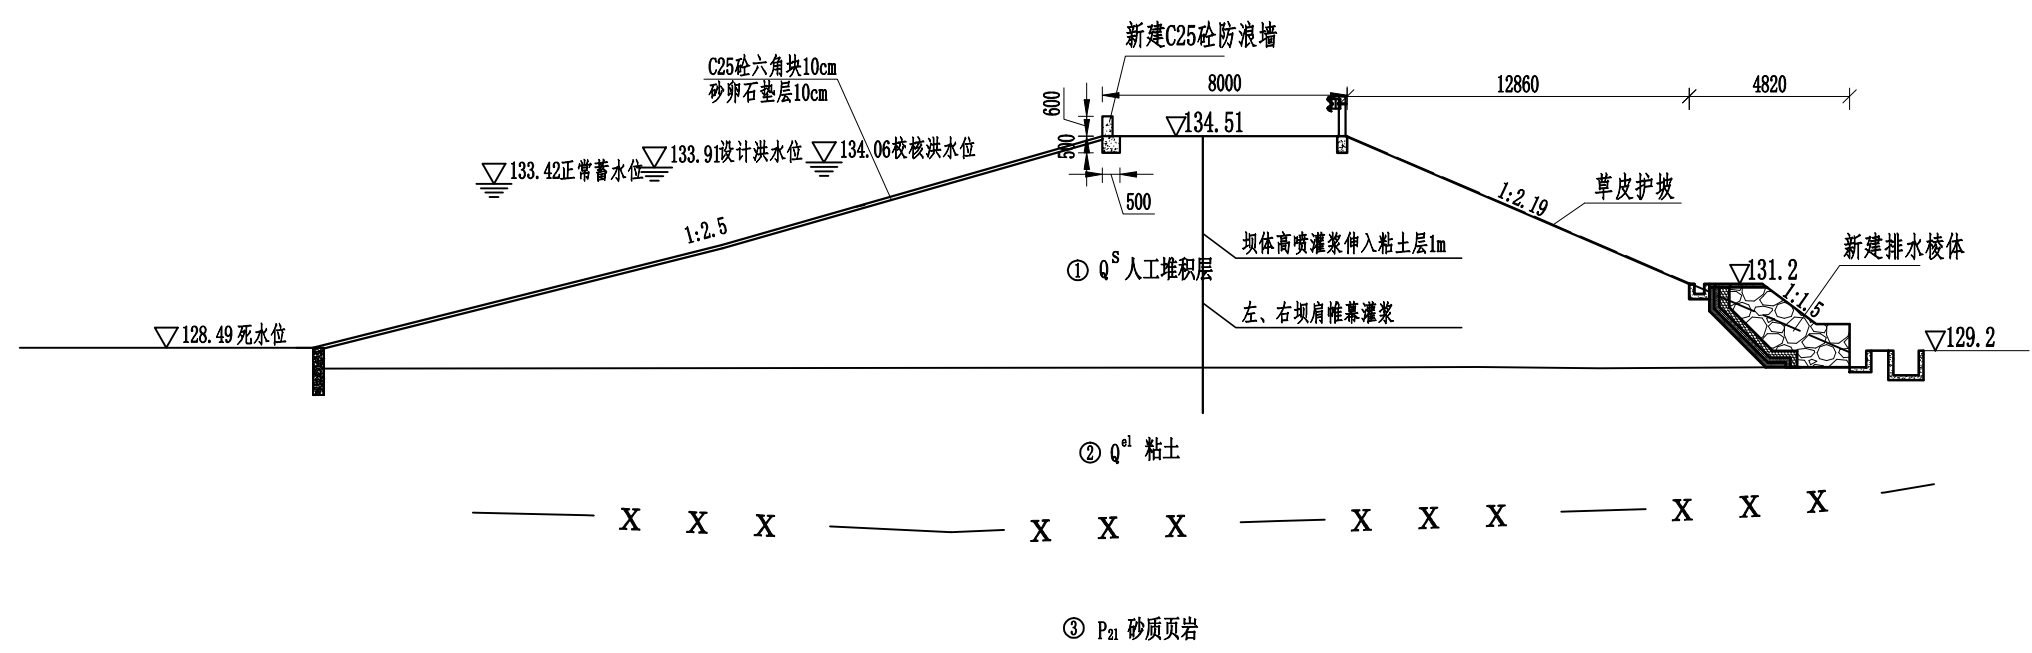 新建C25砼防浪墙
C25砼六角块10cm
砂卵石垫层10cm
600
8000
12860
4820
134.51
500
133.42正常蓄水位
133.91设计洪水位
134.06校核洪水位
500
1:2.5
1:2.19
草皮护坡
坝体高喷灌浆伸入粘土层1m
① Qˢ 人工堆积层
新建排水棱体
131.2
1:1.5
左、右坝肩帷幕灌浆
128.49 死水位
129.2
② Qᵉˡ 粘土
X X X X X X X X X X X X
③ P₂₁ 砂质页岩